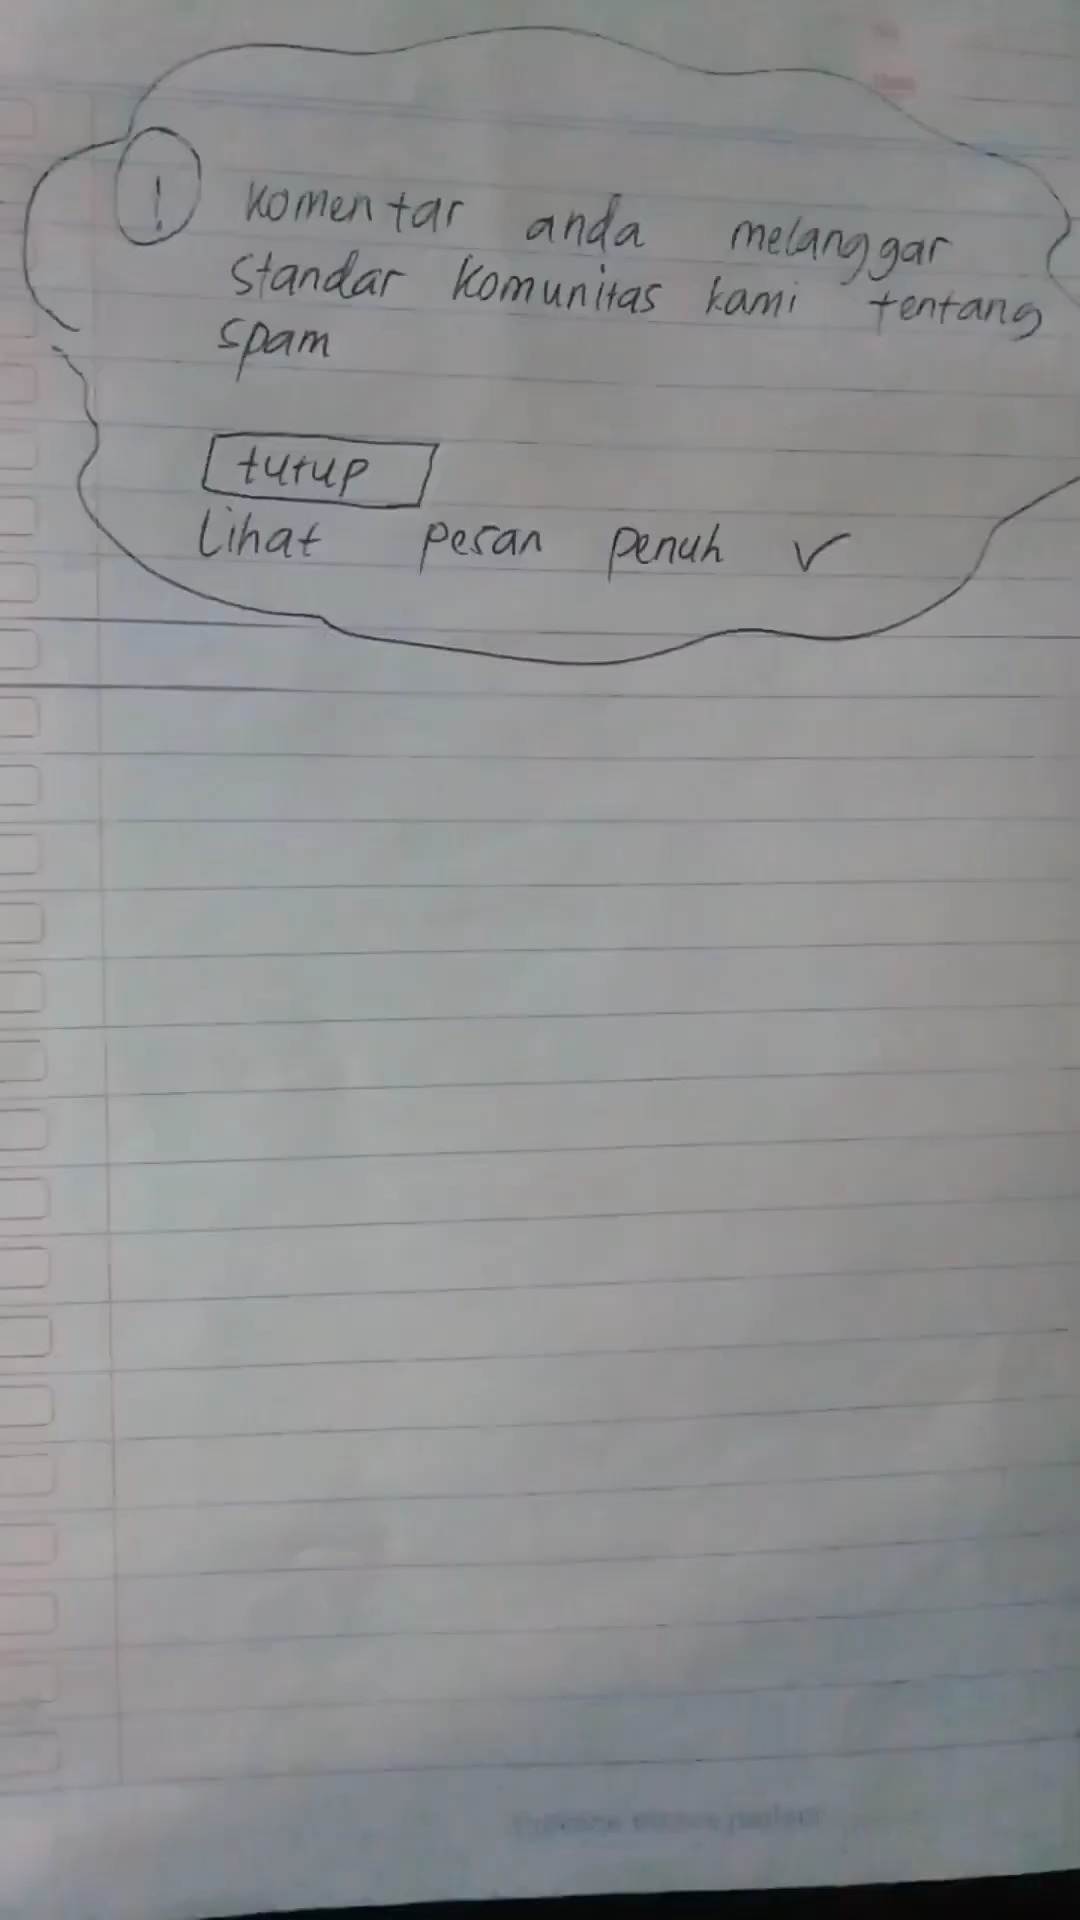 ! Komentar anda melanggar
standar komunitas kami tentang
spam
tutup
Lihat pesan penuh